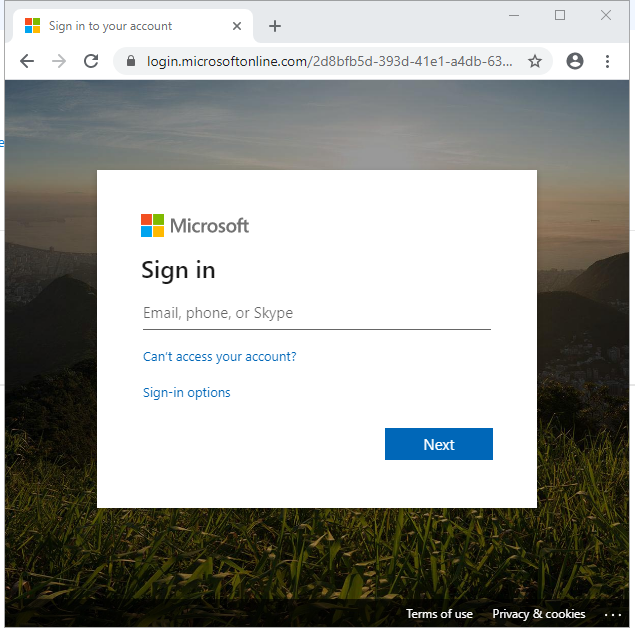 Sign in to your account
login.microsoftonline.com/2d8bfb5d-393d-41e1-a4db-63...
e
Microsoft
Sign in
Email, phone, or Skype
Can't access your account?
Sign-in options
Next
Terms of use Privacy & cookies ...